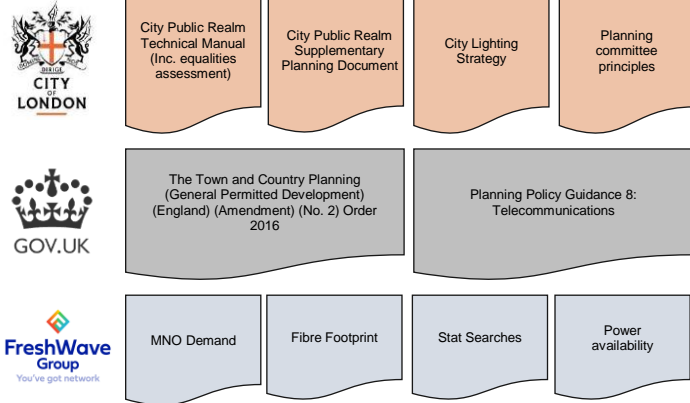 DIRIGE
CITY
OF
LONDON
City Public Realm
Technical Manual
(Inc. equalities
assessment)
City Public Realm
Supplementary
Planning Document
City Lighting
Strategy
Planning
committee
principles
GOV.UK
The Town and Country Planning
(General Permitted Development)
(England) (Amendment) (No. 2) Order
2016
Planning Policy Guidance 8:
Telecommunications
FreshWave
Group
You've got network
MNO Demand
Fibre Footprint
Stat Searches
Power
availability